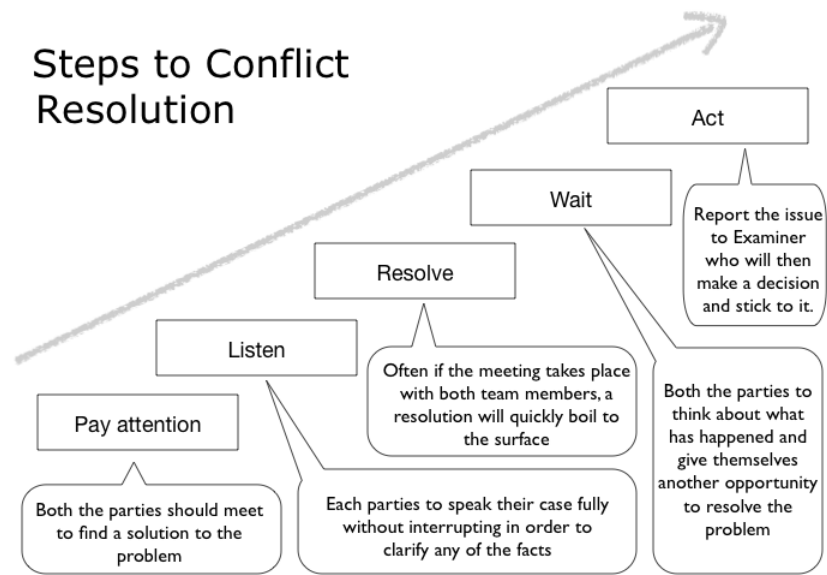 Steps to Conflict
Resolution
Act
Report the issue
to Examiner
who will then
make a decision
and stick to it.
Wait
Both the parties to
think about what
has happened and
give themselves
another opportunity
to resolve the
problem
Resolve
Often if the meeting takes place
with both team members, a
resolution will quickly boil to
the surface
Listen
Each parties to speak their case fully
without interrupting in order to
clarify any of the facts
Pay attention
Both the parties should meet
to find a solution to the
problem